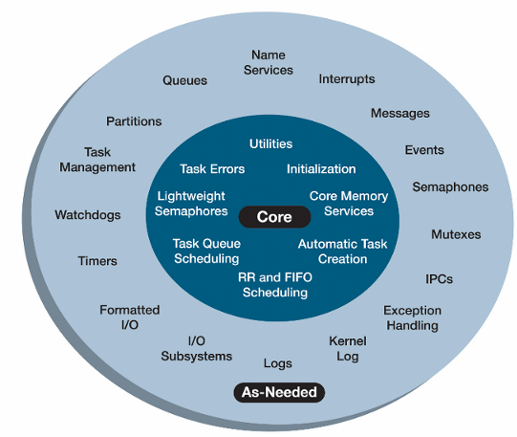 Name
Services
Queues
Interrupts
Partitions
Messages
Task
Management
Events
Semaphones
Watchdogs
Mutexes
Timers
IPCs
Formatted
I/O
Exception
Handling
I/O
Subsystems
Kernel
Log
Logs
As-Needed
Utilities
Task Errors
Initialization
Lightweight
Semaphores
Core Memory
Services
Core
Task Queue
Scheduling
Automatic Task
Creation
RR and FIFO
Scheduling